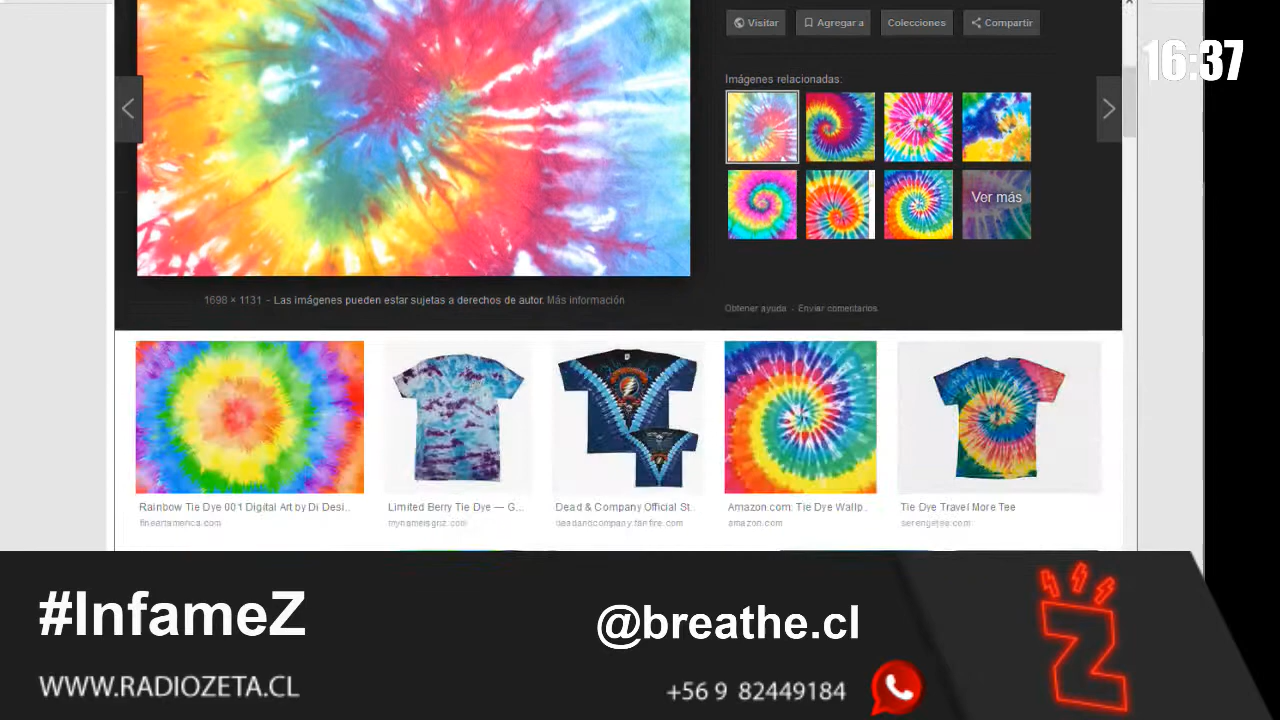 Visitar
Agregar a
Colecciones
Compartir
16:37
Imágenes relacionadas:
Ver más
1698 × 1131 – Las imágenes pueden estar sujetas a derechos de autor. Más información
Obtener ayuda - Enviar comentarios
Rainbow Tie Dye 001 Digital Art by Di Desi...
fineartamerica.com
Limited Berry Tie Dye — G...
mynameisgriz.com
Dead & Company Official St...
deadandcompany.fanfire.com
Amazon.com: Tie Dye Wallp...
amazon.com
Tie Dye Travel More Tee
serengetee.com
#InfameZ
@breathe.cl
WWW.RADIOZETA.CL
+56 9 82449184
Z